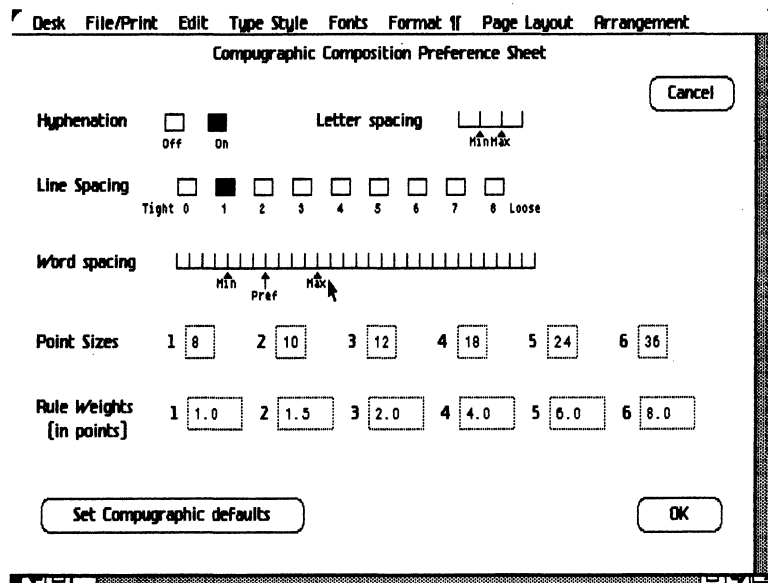 Desk File/Print Edit Type Style Fonts Format ¶ Page Layout Arrangement
Compugraphic Composition Preference Sheet
Cancel
Hyphenation Off On Letter spacing Min Max
Line Spacing Tight 0 1 2 3 4 5 6 7 8 Loose
Word spacing Min Pref Max
Point Sizes 1 8 2 10 3 12 4 18 5 24 6 36
Rule Weights 1 1.0 2 1.5 3 2.0 4 4.0 5 6.0 6 8.0
[in points]
Set Compugraphic defaults OK